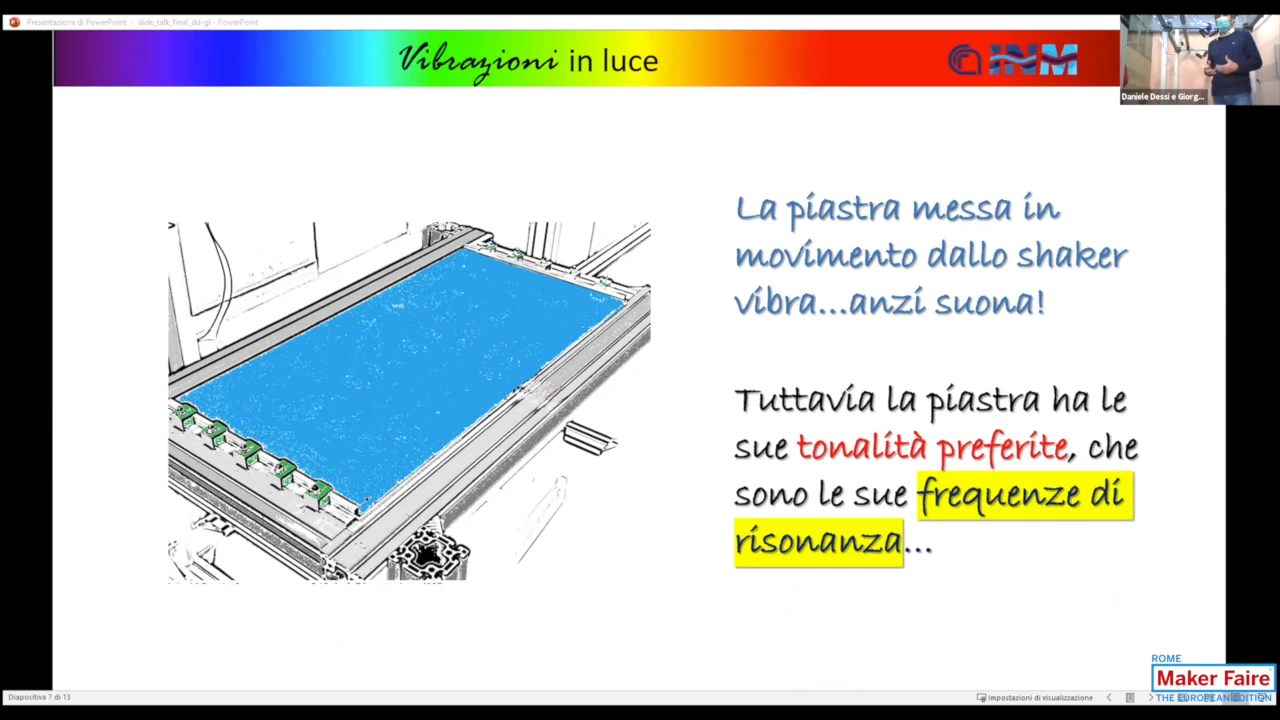 Presentazione di PowerPoint - slide_talk_final_dd-gl - PowerPoint
Vibrazioni in luce
INM
Daniele Dessi e Giorg...
La piastra messa in
movimento dallo shaker
vibra...anzi suona!
Tuttavia la piastra ha le
sue tonalità preferite, che
sono le sue frequenze di
risonanza...
ROME
Maker Faire
THE EUROPEAN EDITION
Diapositiva 7 di 13
Impostazioni di visualizzazione